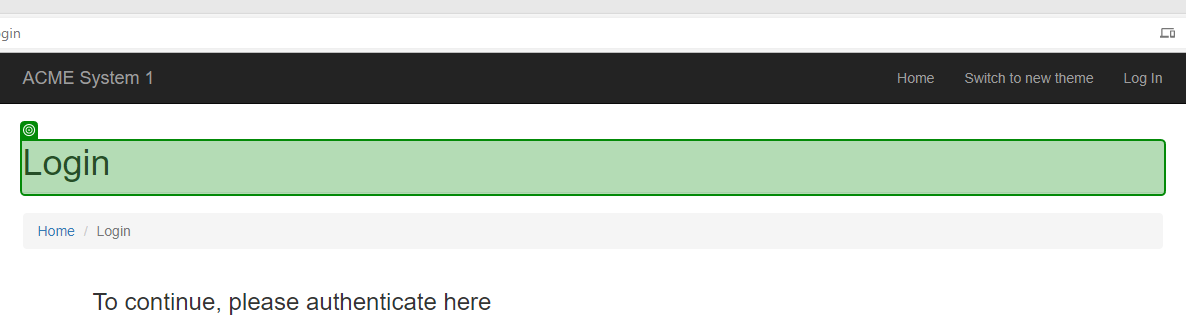 gin
ACME System 1 Home Switch to new theme Log In
Login
Home / Login
To continue, please authenticate here